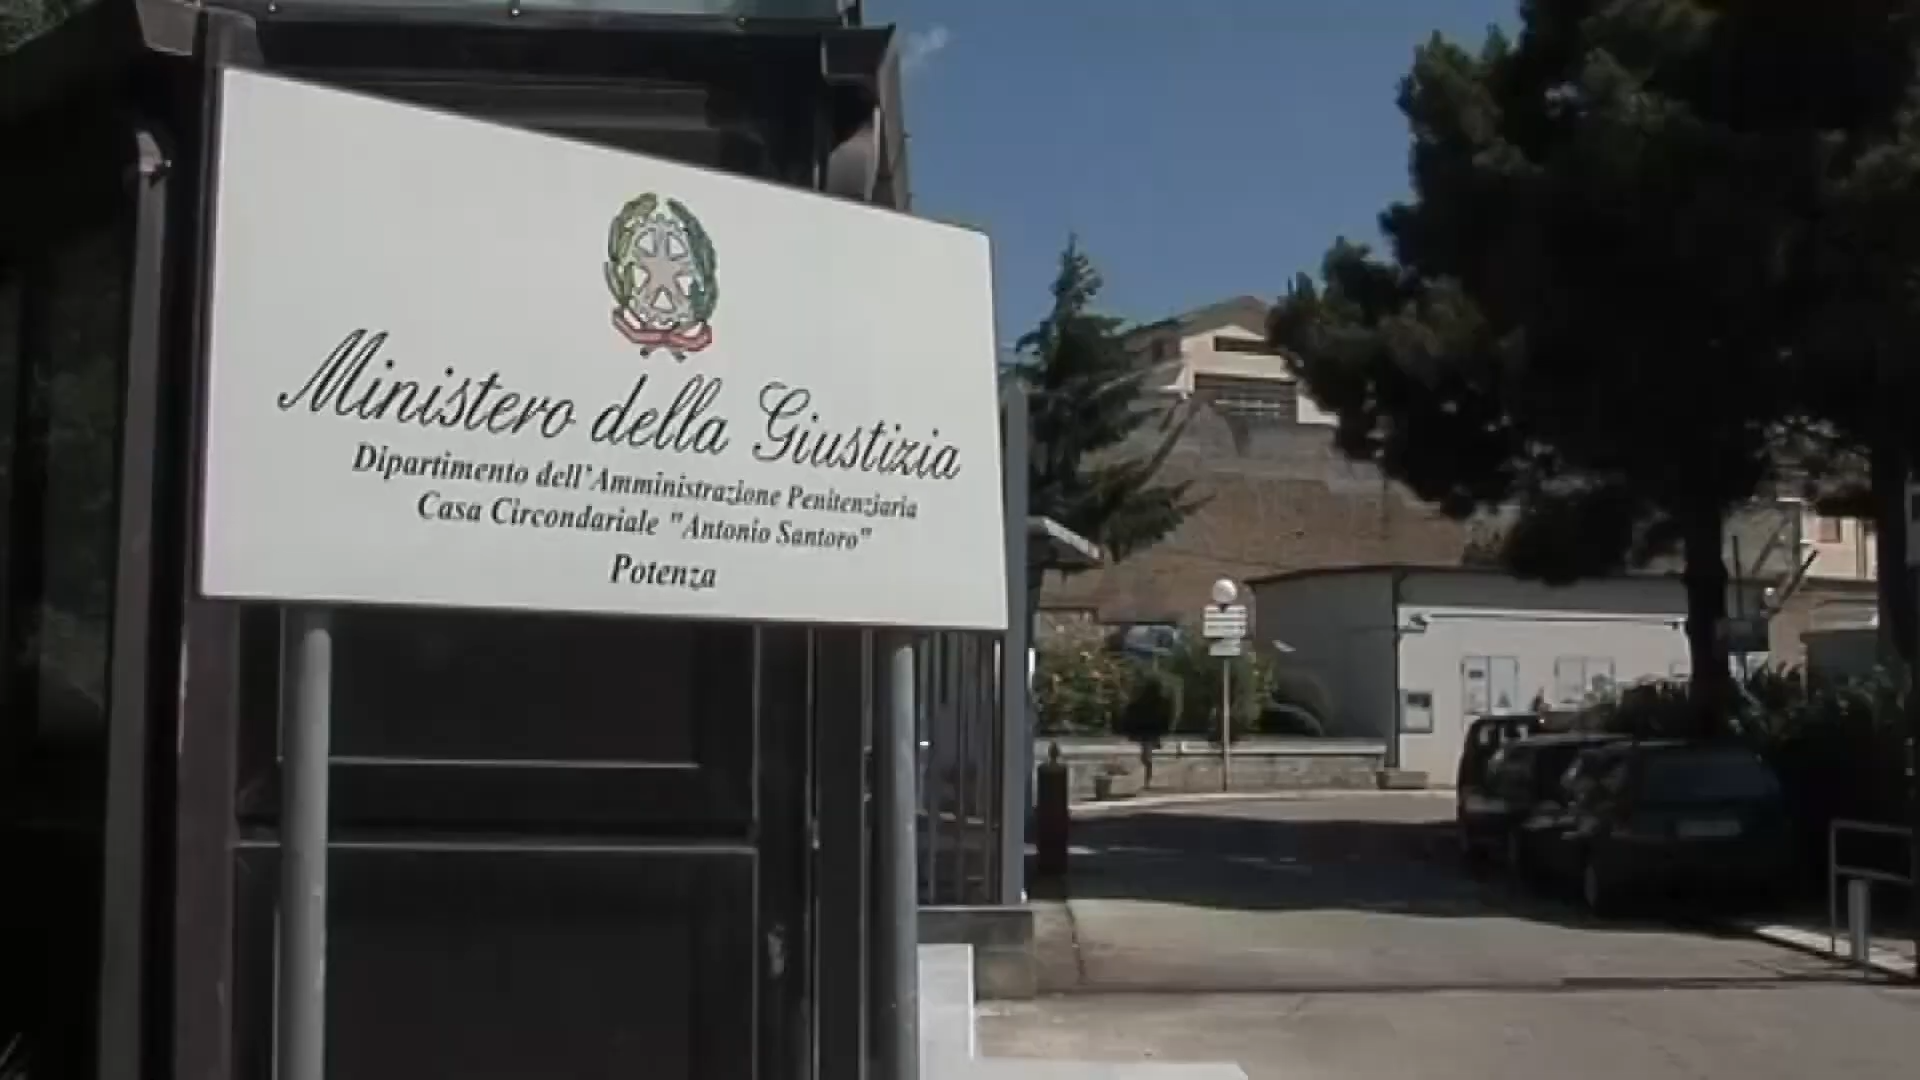 Ministero della Giustizia
Dipartimento dell'Amministrazione Penitenziaria
Casa Circondariale "Antonio Santoro"
Potenza